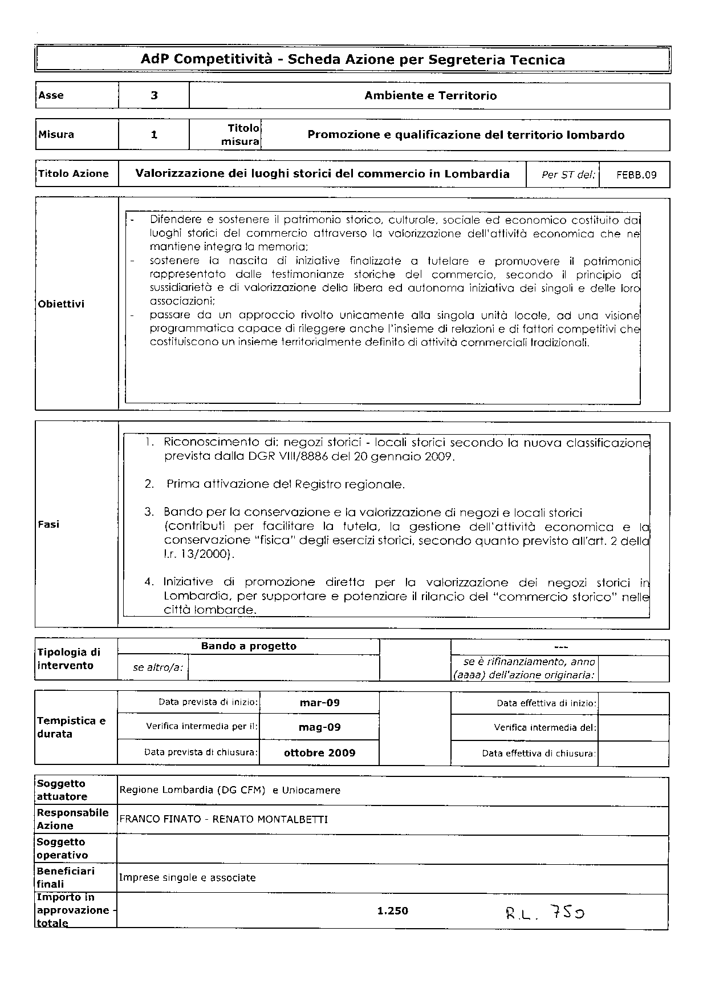 AdP Competitività - Scheda Azione per Segreteria Tecnica
Asse 3 Ambiente e Territorio
Misura 1 Titolo misura Promozione e qualificazione del territorio lombardo
Titolo Azione Valorizzazione dei luoghi storici del commercio in Lombardia Per ST del: FEBB.09
Obiettivi
- Difendere e sostenere il patrimonio storico, culturale, sociale ed economico costituito dai
luoghi storici del commercio attraverso la valorizzazione dell'attività economica che ne
mantiene integra la memoria;
- sostenere la nascita di iniziative finalizzate a tutelare e promuovere il patrimonio
rappresentato dalle testimonianze storiche del commercio, secondo il principio di
sussidiarietà e di valorizzazione della libera ed autonoma iniziativa dei singoli e delle loro
associazioni;
- passare da un approccio rivolto unicamente alla singola unità locale, ad una visione
programmatica capace di rileggere anche l'insieme di relazioni e di fattori competitivi che
costituiscono un insieme territorialmente definito di attività commerciali tradizionali.
Fasi
1. Riconoscimento di: negozi storici - locali storici secondo la nuova classificazione
prevista dalla DGR VIII/8886 del 20 gennaio 2009.
2. Prima attivazione del Registro regionale.
3. Bando per la conservazione e la valorizzazione di negozi e locali storici
(contributi per facilitare la tutela, la gestione dell'attività economica e la
conservazione "fisica" degli esercizi storici, secondo quanto previsto all'art. 2 della
l.r. 13/2000).
4. Iniziative di promozione diretta per la valorizzazione dei negozi storici in
Lombardia, per supportare e potenziare il rilancio del "commercio storico" nelle
città lombarde.
Tipologia di
intervento
Bando a progetto ---
se altro/a: se è rifinanziamento, anno
(aaaa) dell'azione originaria:
Tempistica e
durata
Data prevista di inizio: mar-09 Data effettiva di inizio:
Verifica intermedia per il: mag-09 Verifica intermedia del:
Data prevista di chiusura: ottobre 2009 Data effettiva di chiusura:
Soggetto
attuatore
Regione Lombardia (DG CFM) e Uniocamere
Responsabile
Azione
FRANCO FINATO - RENATO MONTALBETTI
Soggetto
operativo
Beneficiari
finali
Imprese singole e associate
Importo in
approvazione -
totale
1.250 R.L. 750